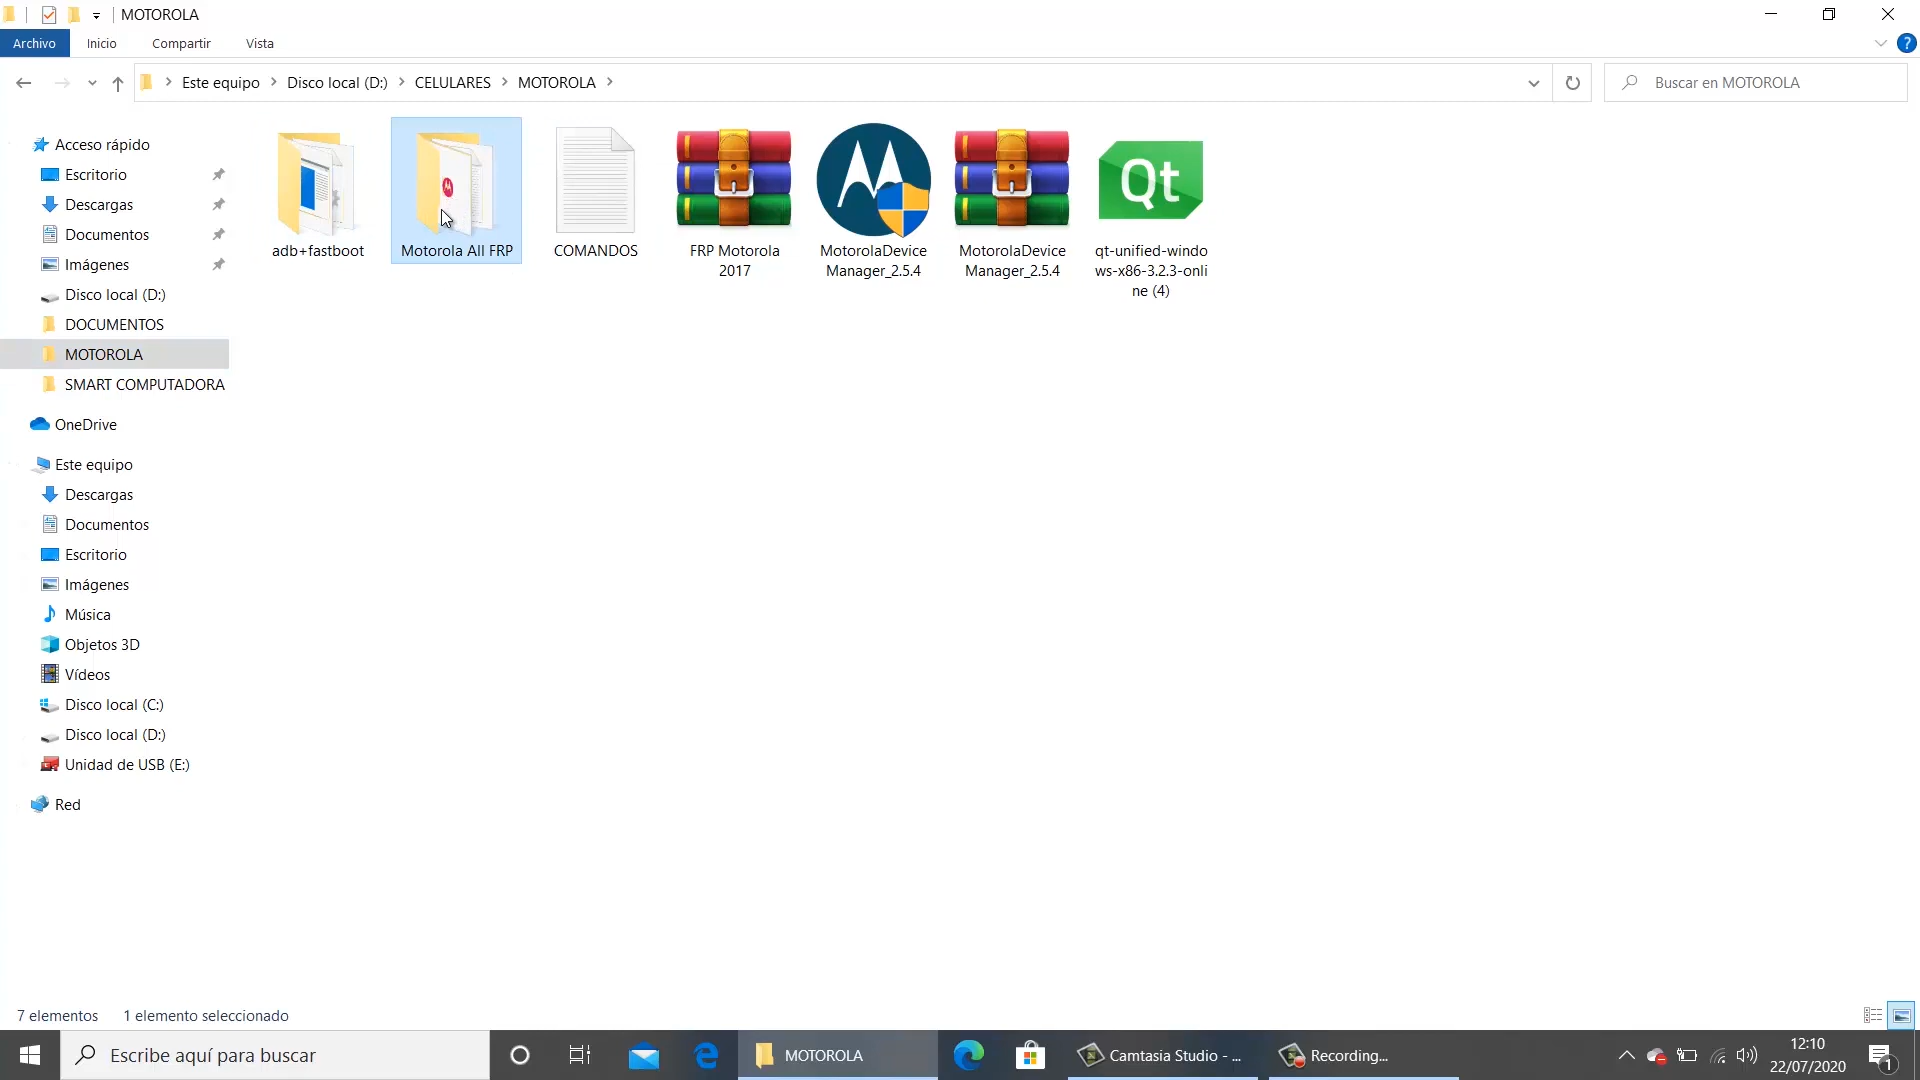 MOTOROLA
Archivo Inicio Compartir Vista
Este equipo Disco local (D:) CELULARES MOTOROLA
Buscar en MOTOROLA
Acceso rápido
Escritorio
Descargas
Documentos
Imágenes
Disco local (D:)
DOCUMENTOS
MOTOROLA
SMART COMPUTADORA
OneDrive
Este equipo
Descargas
Documentos
Escritorio
Imágenes
Música
Objetos 3D
Vídeos
Disco local (C:)
Disco local (D:)
Unidad de USB (E:)
Red
adb+fastboot
Motorola All FRP
COMANDOS
FRP Motorola
2017
MotorolaDevice
Manager_2.5.4
MotorolaDevice
Manager_2.5.4
Qt
qt-unified-windo
ws-x86-3.2.3-onli
ne (4)
7 elementos 1 elemento seleccionado
Escribe aquí para buscar
MOTOROLA
Camtasia Studio - ...
Recording...
12:10
22/07/2020
1